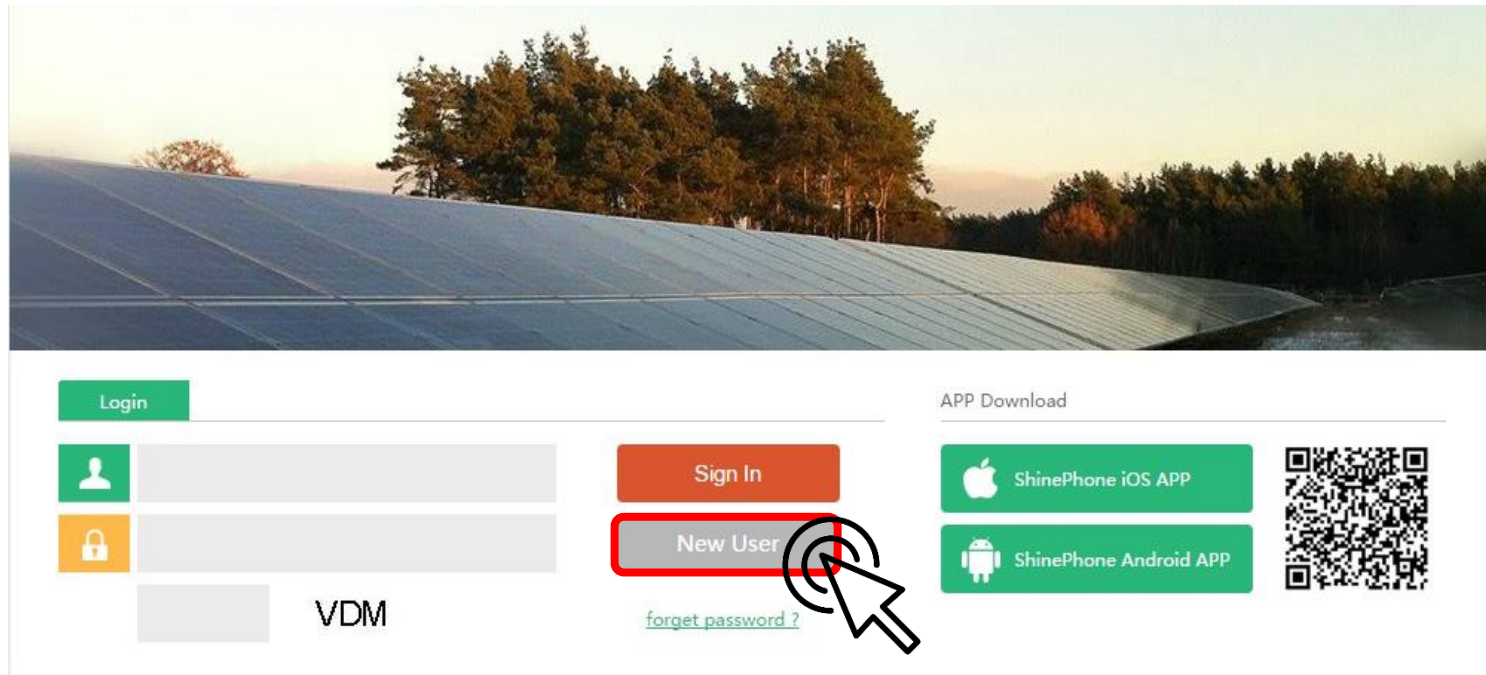 Login
Sign In
New User
VDM
forget password ?
APP Download
ShinePhone iOS APP
ShinePhone Android APP